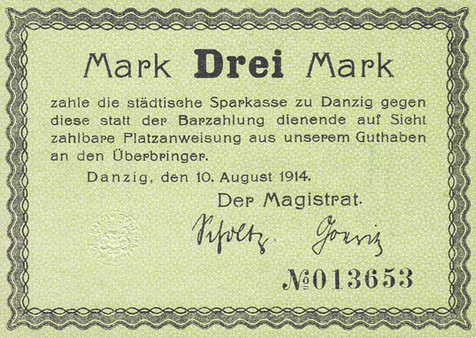 Mark Drei Mark
zahle die städtische Sparkasse zu Danzig gegen
diese statt der Barzahlung dienende auf Sicht
zahlbare Platzanweisung aus unserem Guthaben
an den Überbringer.
Danzig, den 10. August 1914.
Der Magistrat.
Scholtz
№013653